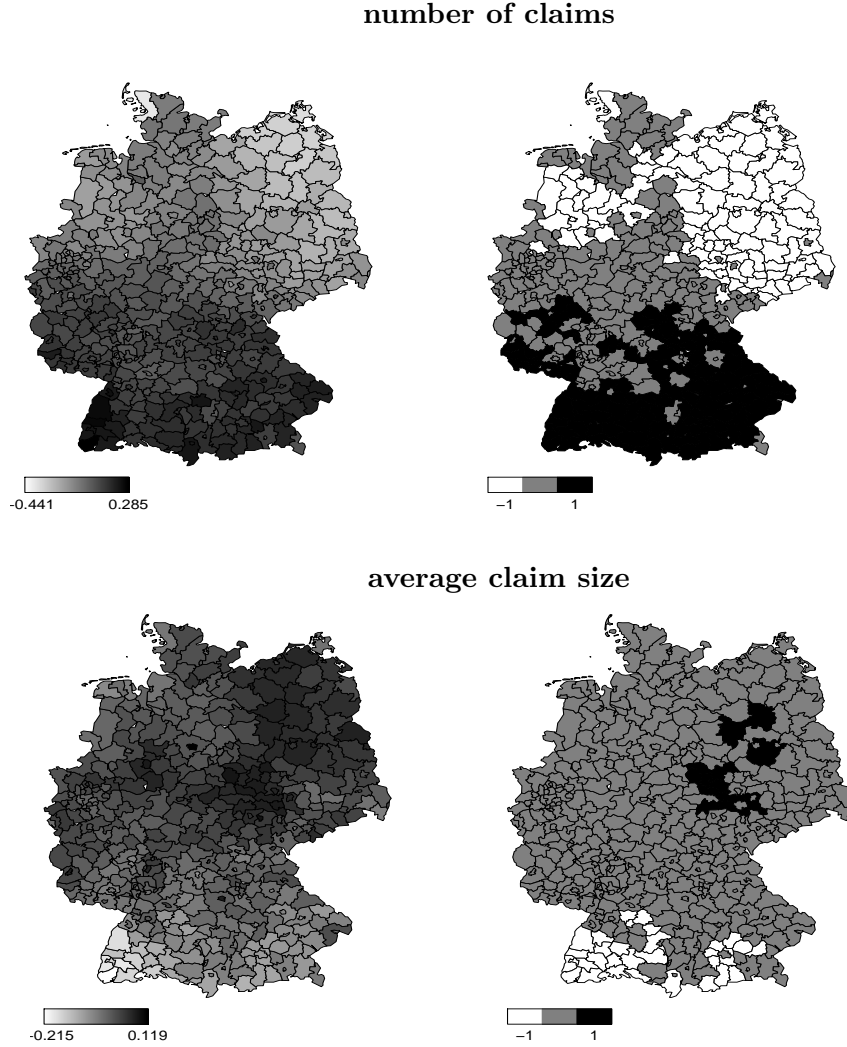 number of claims
-0.441 0.285
−1 1
average claim size
-0.215 0.119
−1 1